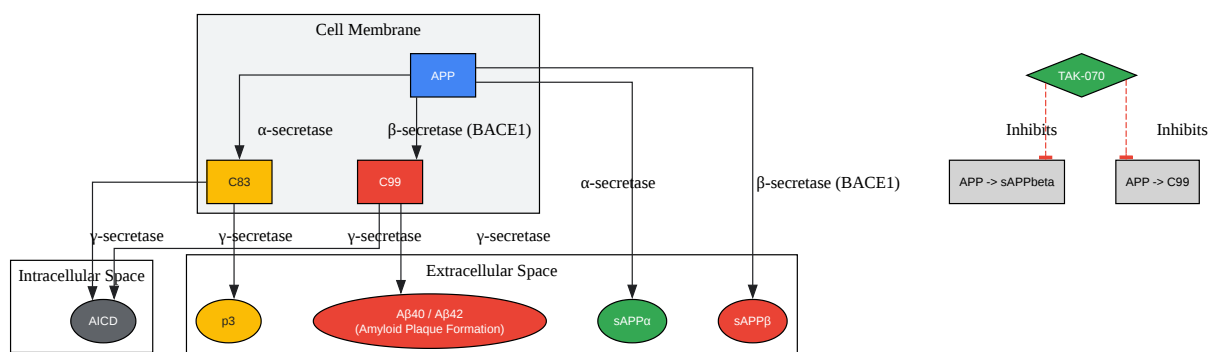 Cell Membrane
APP
TAK-070
α-secretase
β-secretase (BACE1)
Inhibits
Inhibits
C83
C99
α-secretase
β-secretase (BACE1)
APP -> sAPPbeta
APP -> C99
γ-secretase
γ-secretase
γ-secretase
γ-secretase
Intracellular Space
Extracellular Space
AICD
p3
Aβ40 / Aβ42
(Amyloid Plaque Formation)
sAPPα
sAPPβ